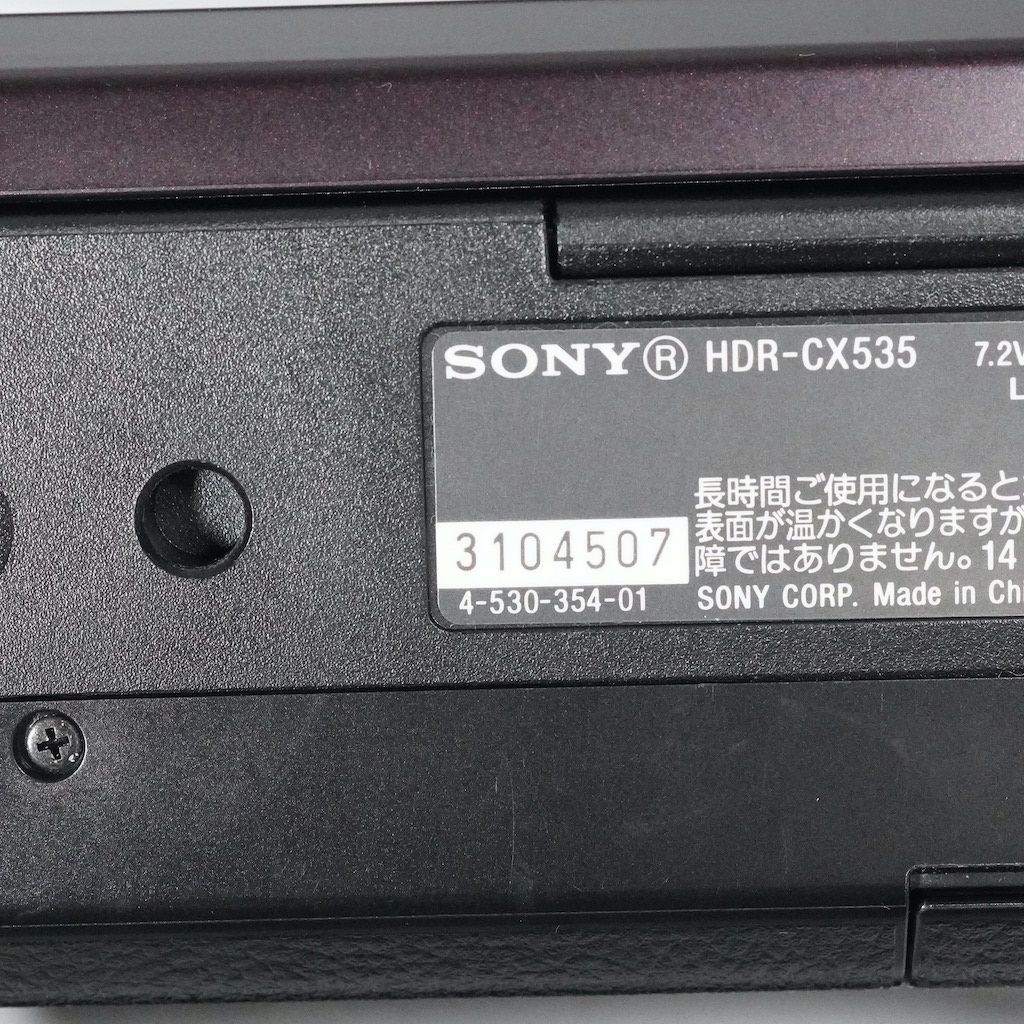 SONY® HDR-CX535 7.2V
L
長時間ご使用になると
表面が温かくなりますが
3104507 障ではありません。14
4-530-354-01 SONY CORP. Made in Chi